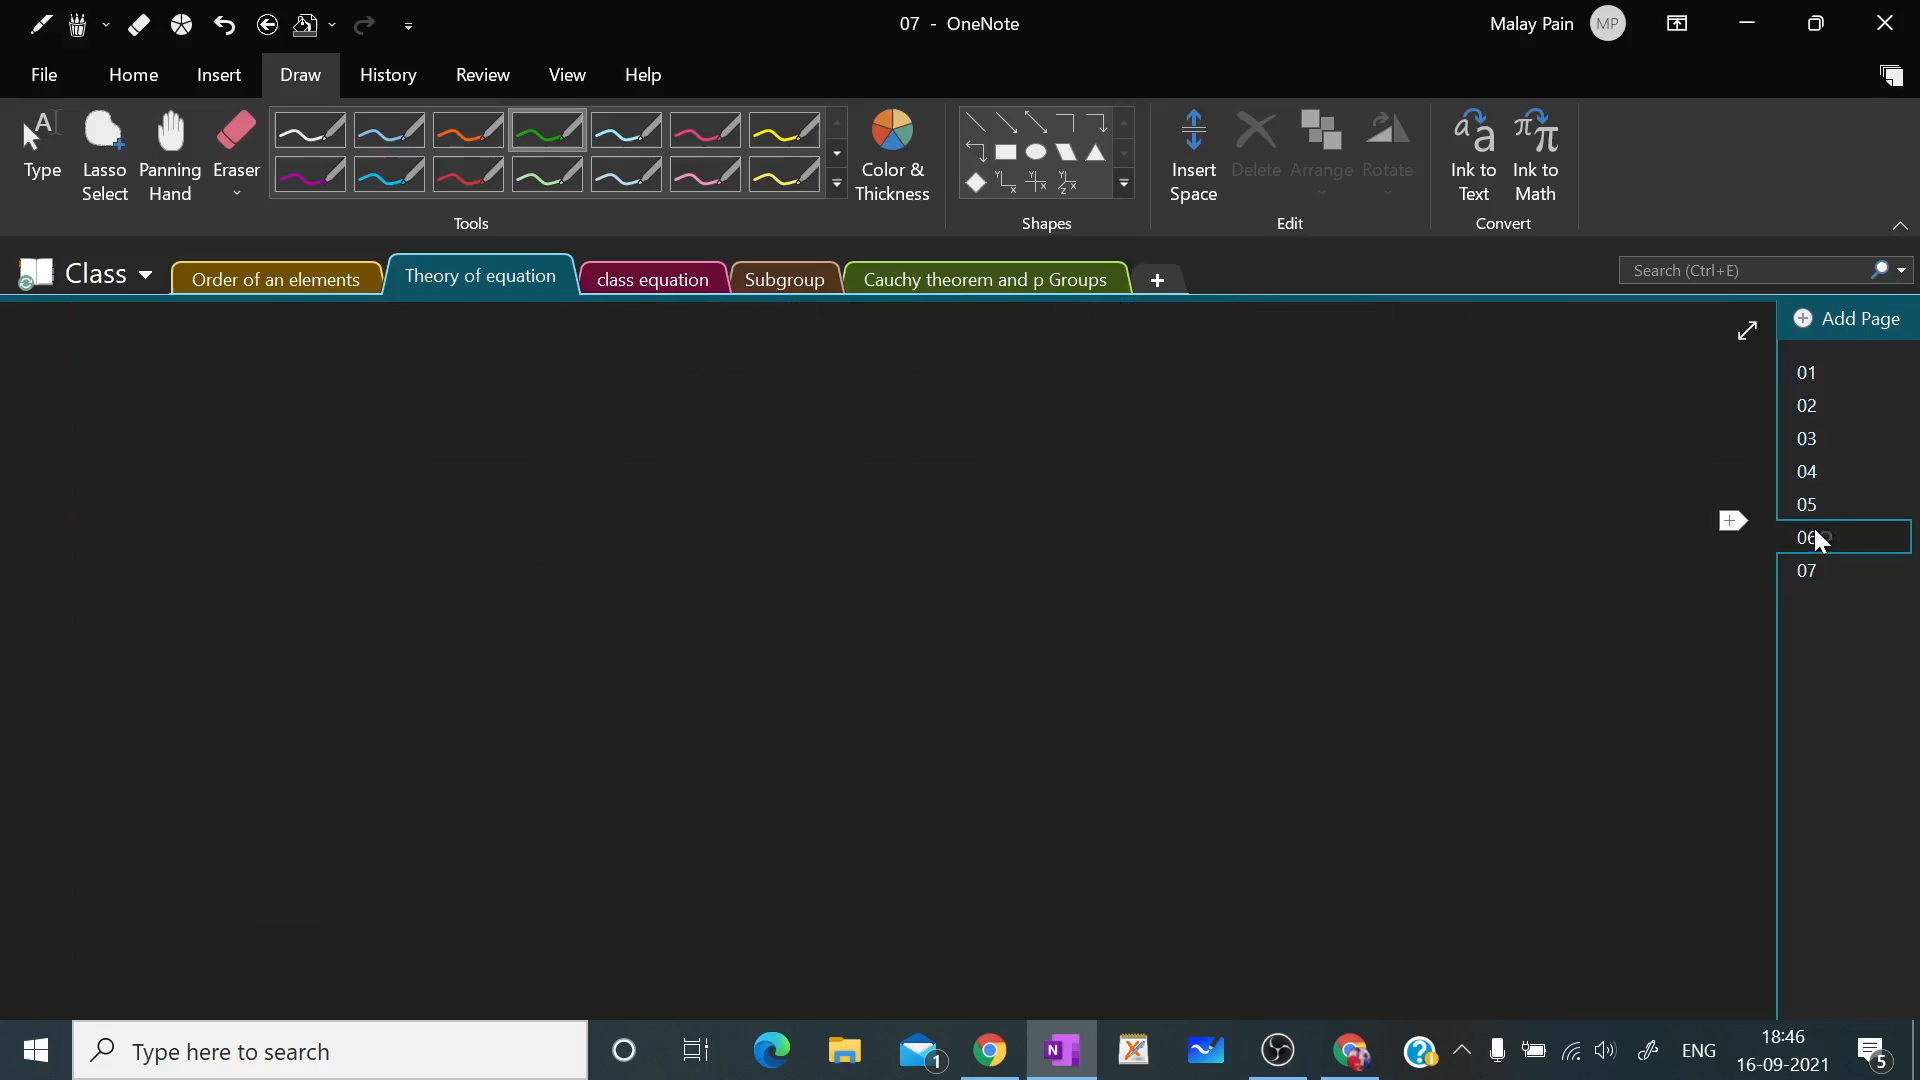 07 - OneNote
Malay Pain MP
File Home Insert Draw History Review View Help
Type
Lasso Select
Panning Hand
Eraser
Color & Thickness
Insert Space
Delete
Arrange
Rotate
Ink to Text
Ink to Math
Tools
Shapes
Edit
Convert
Class
Order of an elements
Theory of equation
class equation
Subgroup
Cauchy theorem and p Groups
Search (Ctrl+E)
Add Page
01
02
03
04
05
06
07
Type here to search
1
ENG
18:46
16-09-2021
5